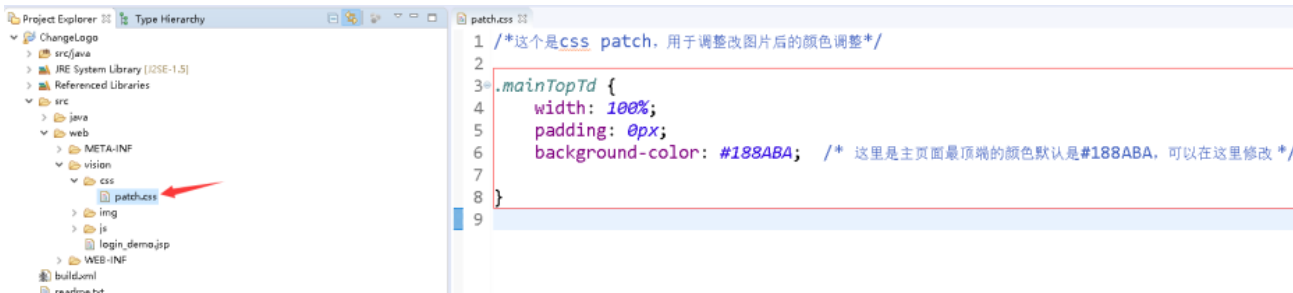 Project Explorer
Type Hierarchy
ChangeLogo
src/java
JRE System Library [J2SE-1.5]
Referenced Libraries
src
java
web
META-INF
vision
css
patch.css
img
js
login_demo.jsp
WEB-INF
build.xml
readme.txt
patch.css
1 /*这个是css patch，用于调整改图片后的颜色调整*/
2
3 .mainTopTd {
4 width: 100%;
5 padding: 0px;
6 background-color: #188ABA; /* 这里是主页面最顶端的颜色默认是#188ABA，可以在这里修改 */
7
8 }
9